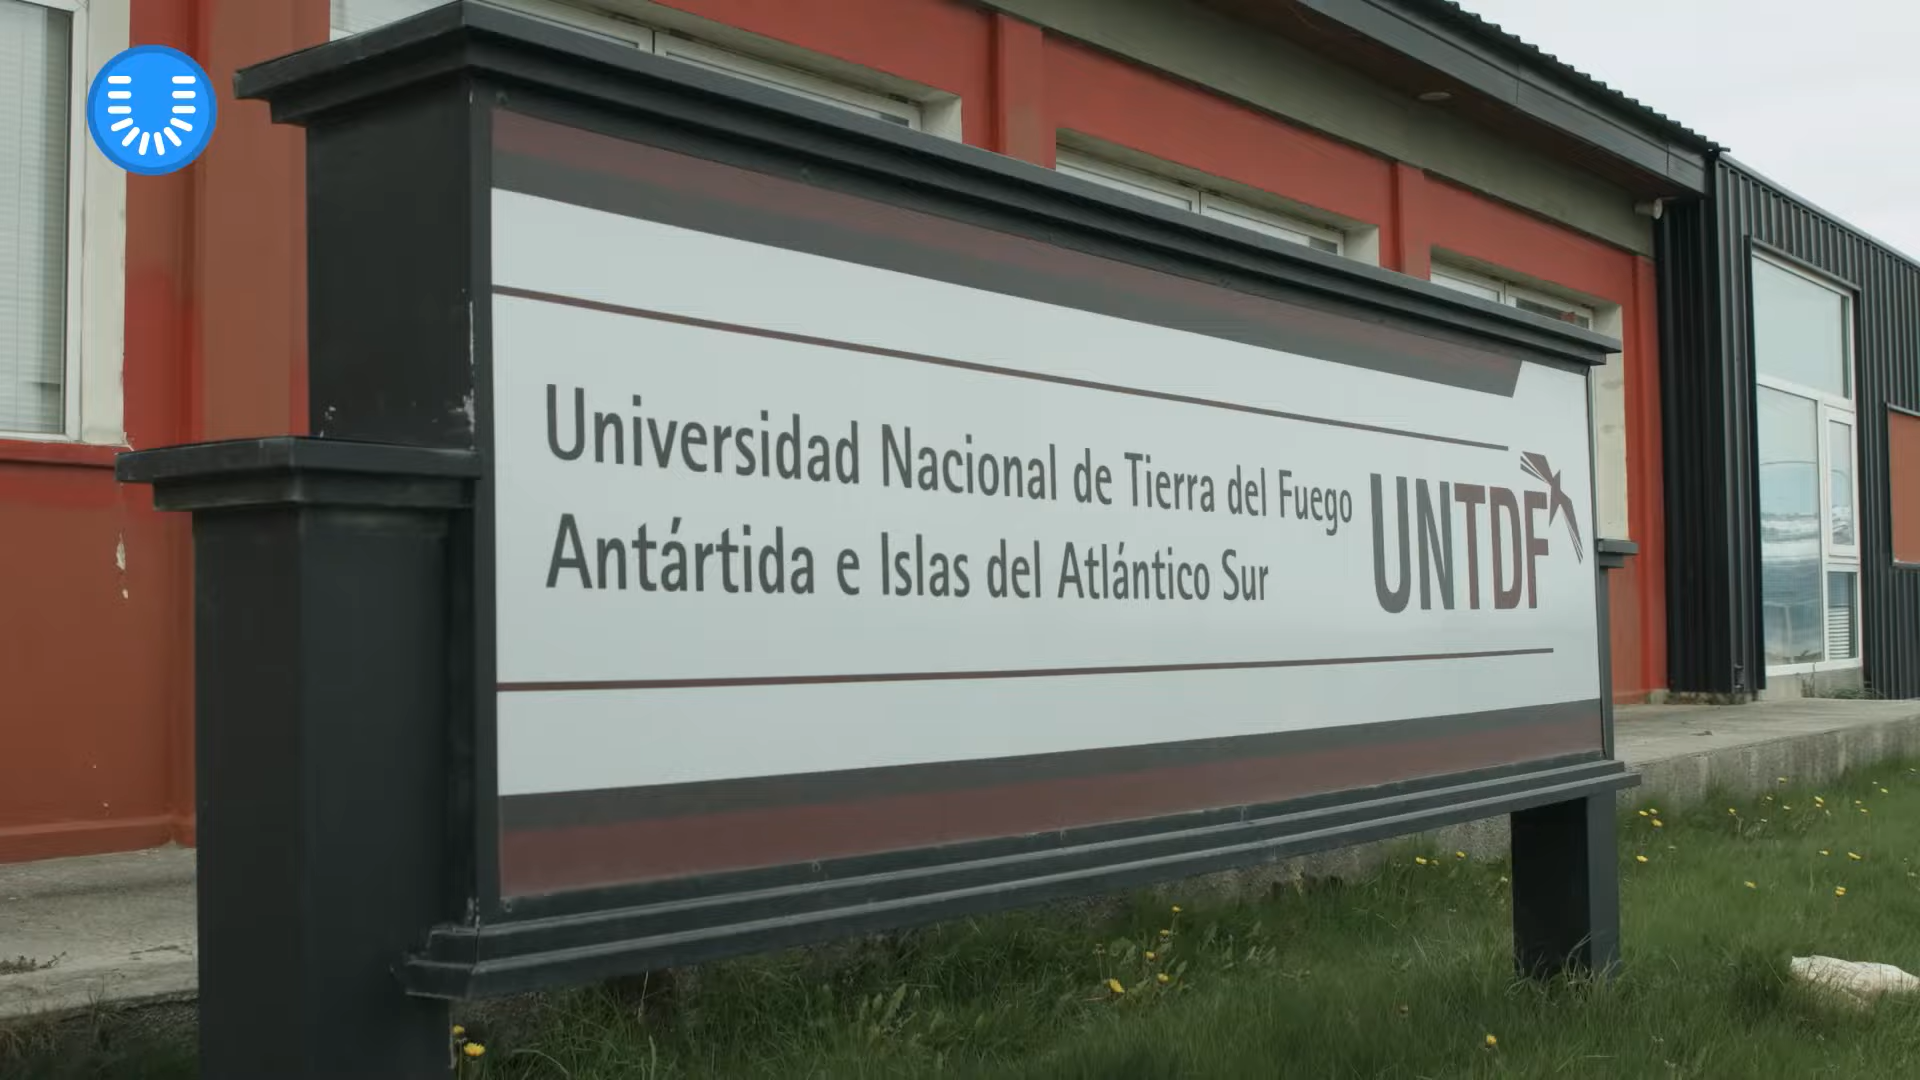 Universidad Nacional de Tierra del Fuego
Antártida e Islas del Atlántico Sur
UNTDF